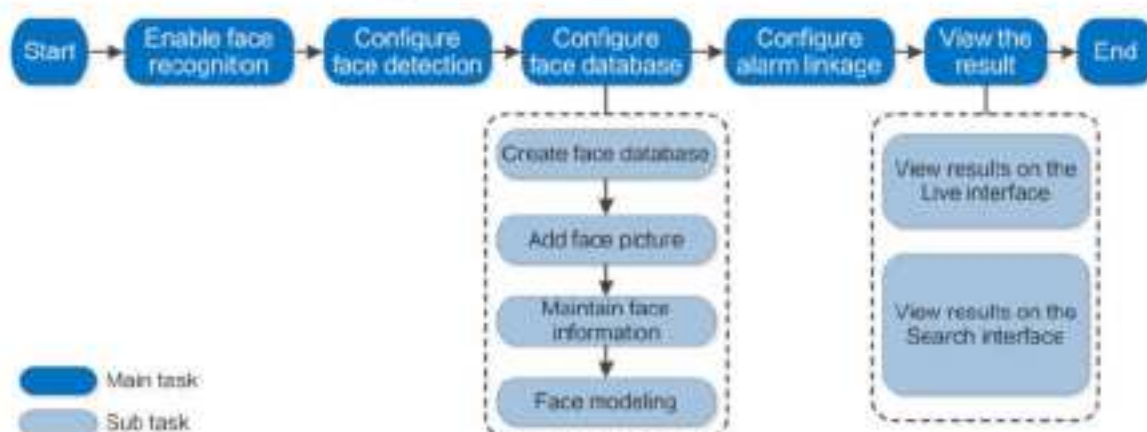 Start
Enable face
recognition
Configure
face detection
Configure
face database
Configure
alarm linkage
View the
result
End
Create face database
Add face picture
Maintain face
information
Face modeling
View results on the
Live interface
View results on the
Search interface
Main task
Sub task